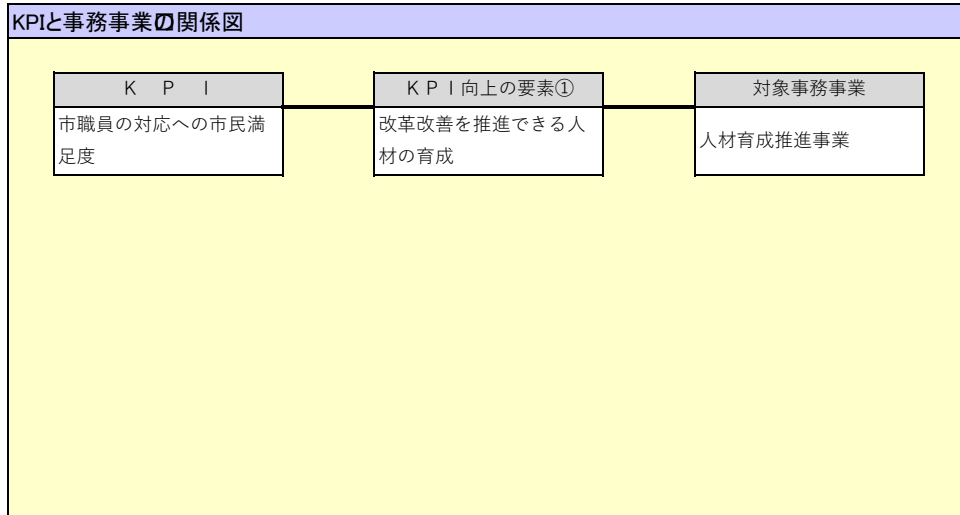 KPIと事務事業の関係図
Ｋ　Ｐ　Ｉ
市職員の対応への市民満
足度
ＫＰＩ向上の要素①
改革改善を推進できる人
材の育成
対象事務事業
人材育成推進事業